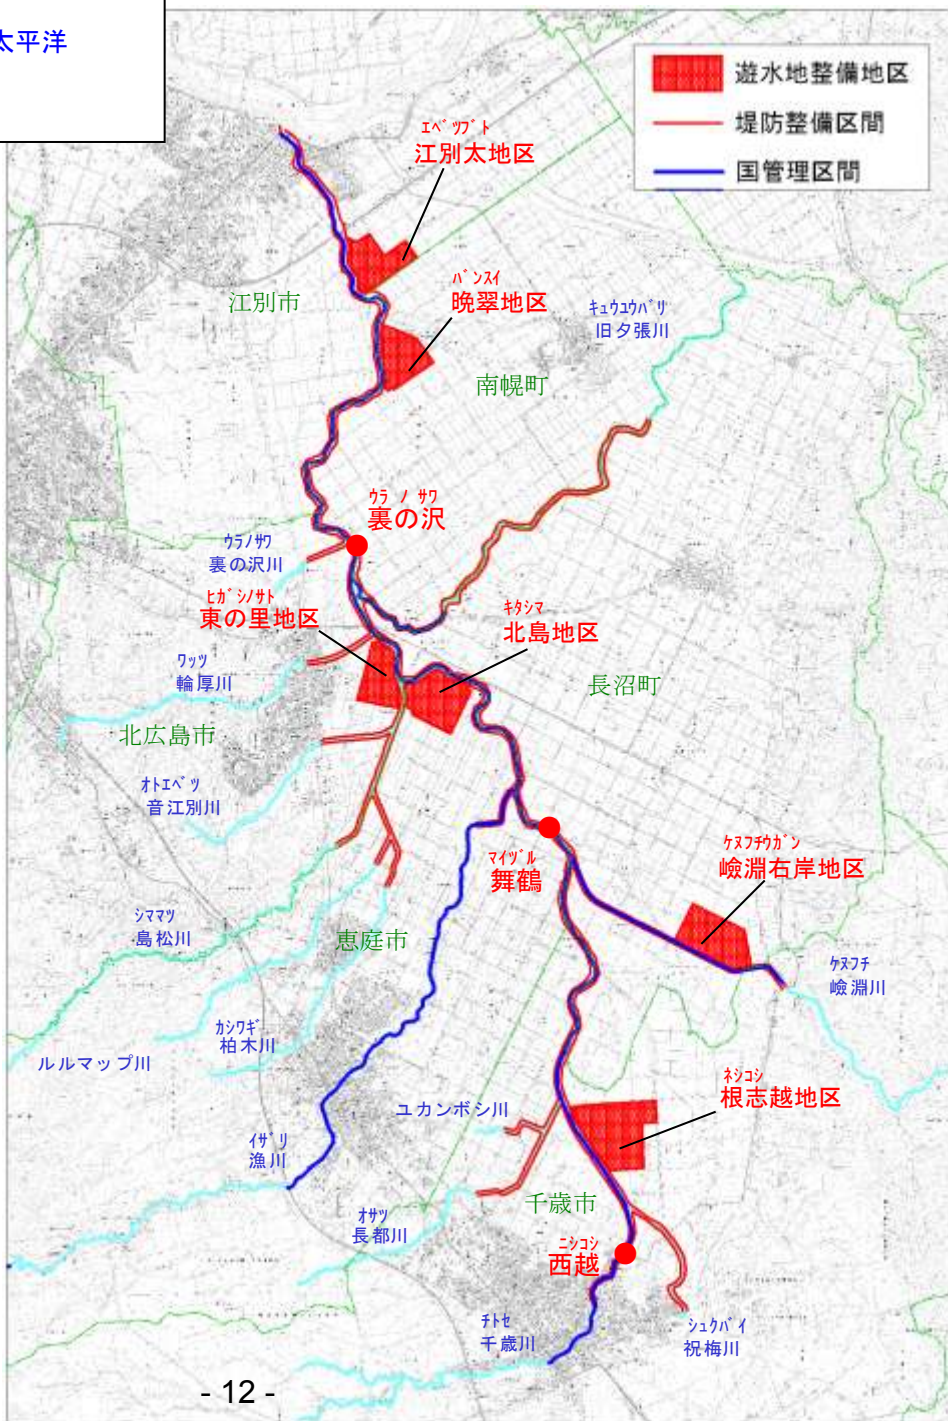 太平洋
遊水地整備地区
堤防整備区間
国管理区間
エベツブト
江別太地区
バンスイ
晩翠地区
江別市
キュウユウバリ
旧夕張川
南幌町
ウラノサワ
裏の沢
ウラノサワ
裏の沢川
ヒガシノサト
東の里地区
キタシマ
北島地区
ワッツ
輪厚川
長沼町
北広島市
オトエベツ
音江別川
マイヅル
舞鶴
ケヌフチウガン
嶮淵右岸地区
シママツ
島松川
恵庭市
ケヌフチ
嶮淵川
カシワギ
柏木川
ルルマップ川
ネシコシ
根志越地区
ユカンボシ川
イザリ
漁川
オサツ
長都川
千歳市
ニシコシ
西越
チトセ
千歳川
シュクバイ
祝梅川
- 12 -